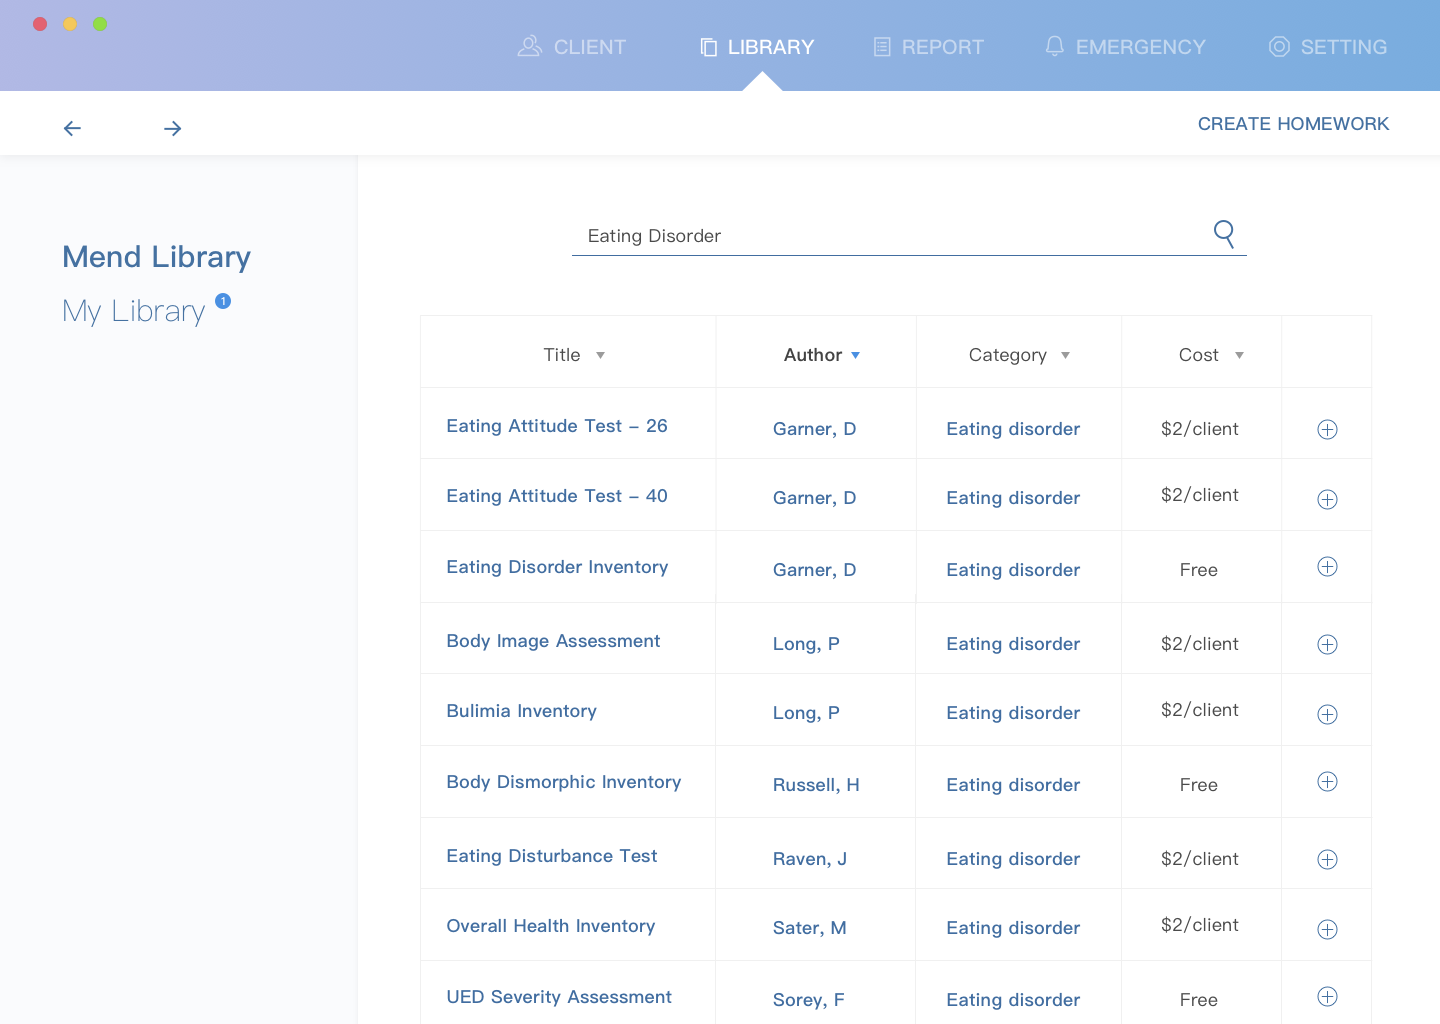 CLIENT LIBRARY REPORT EMERGENCY SETTING
CREATE HOMEWORK
Mend Library
My Library 1
Eating Disorder
Title Author Category Cost
Eating Attitude Test – 26 Garner, D Eating disorder $2/client
Eating Attitude Test – 40 Garner, D Eating disorder $2/client
Eating Disorder Inventory Garner, D Eating disorder Free
Body Image Assessment Long, P Eating disorder $2/client
Bulimia Inventory Long, P Eating disorder $2/client
Body Dismorphic Inventory Russell, H Eating disorder Free
Eating Disturbance Test Raven, J Eating disorder $2/client
Overall Health Inventory Sater, M Eating disorder $2/client
UED Severity Assessment Sorey, F Eating disorder Free